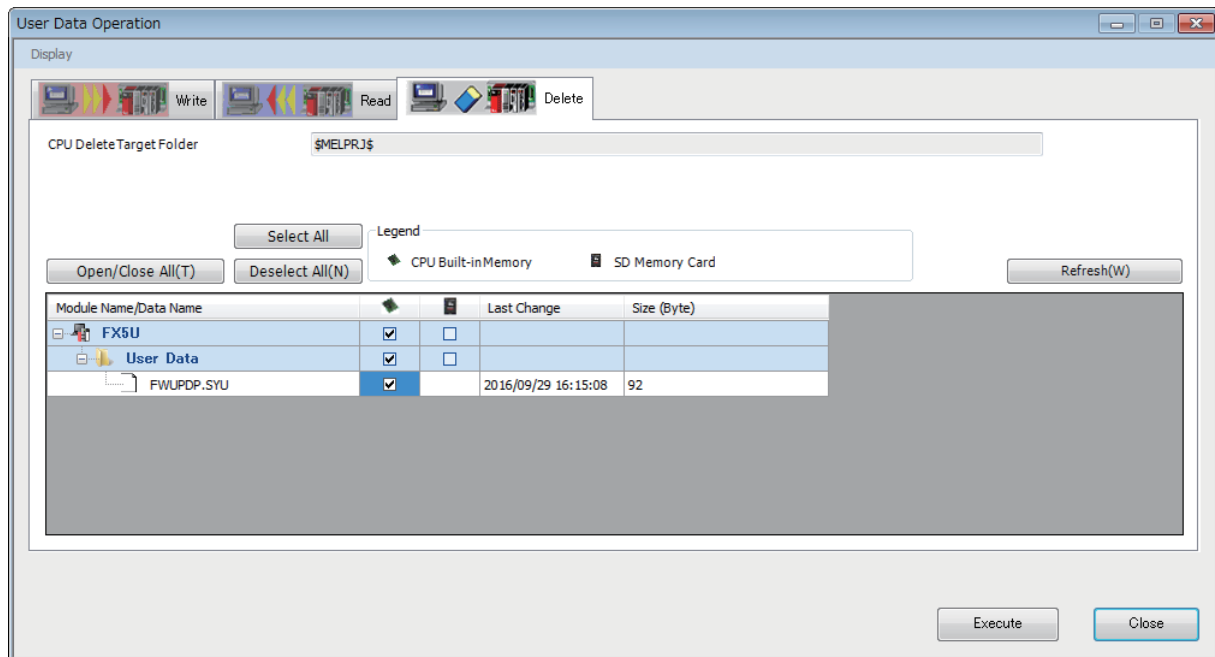 User Data Operation
Display
Write Read Delete
CPU Delete Target Folder $MELPRJ$
Select All
Legend
Open/Close All(T) Deselect All(N) CPU Built-in Memory SD Memory Card Refresh(W)
Module Name/Data Name Last Change Size (Byte)
FX5U
User Data
FWUPDP.SYU 2016/09/29 16:15:08 92
Execute Close